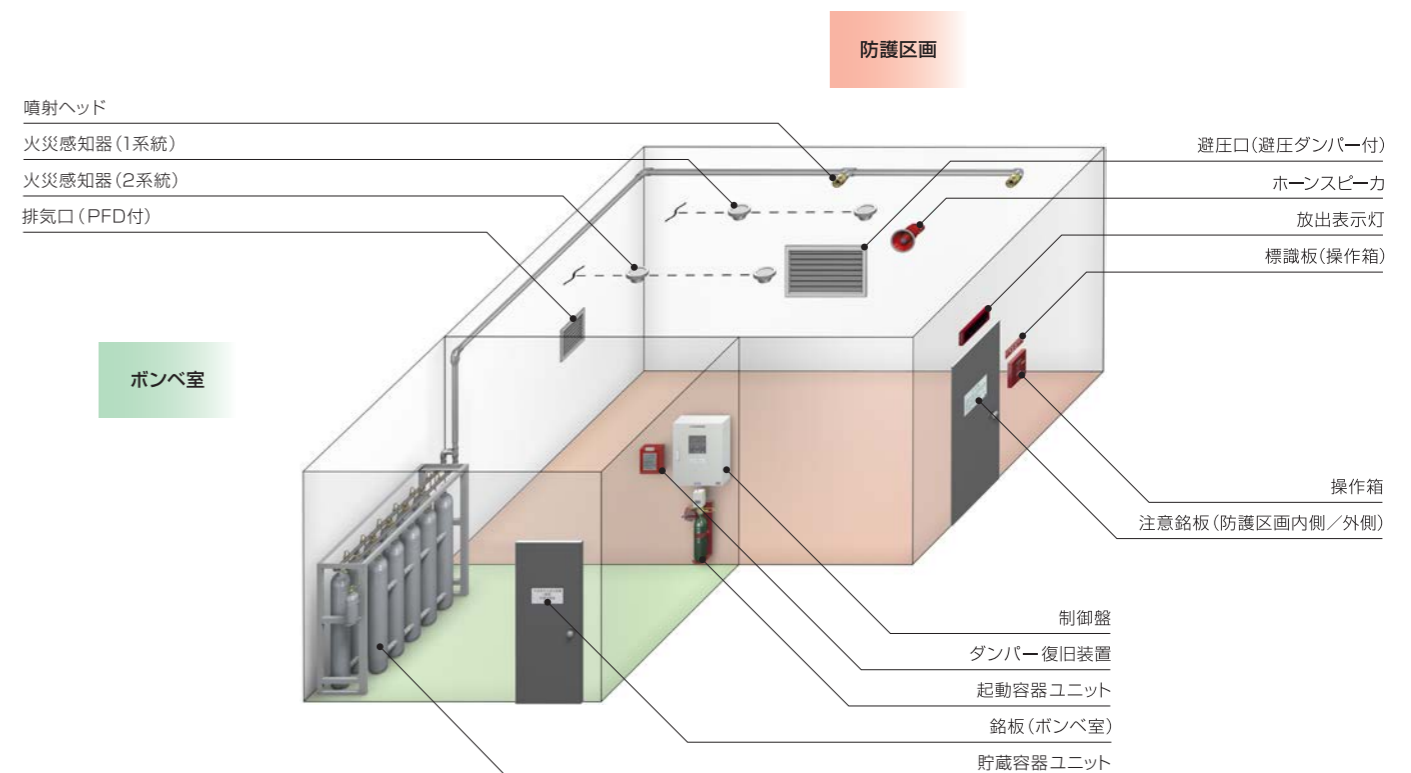 防護区画
噴射ヘッド
火災感知器(1系統)
火災感知器(2系統)
排気口(PFD付)
避圧口(避圧ダンパー付)
ホーンスピーカ
放出表示灯
標識板(操作箱)
ボンベ室
操作箱
注意銘板(防護区画内側/外側)
制御盤
ダンパー復旧装置
起動容器ユニット
銘板(ボンベ室)
貯蔵容器ユニット